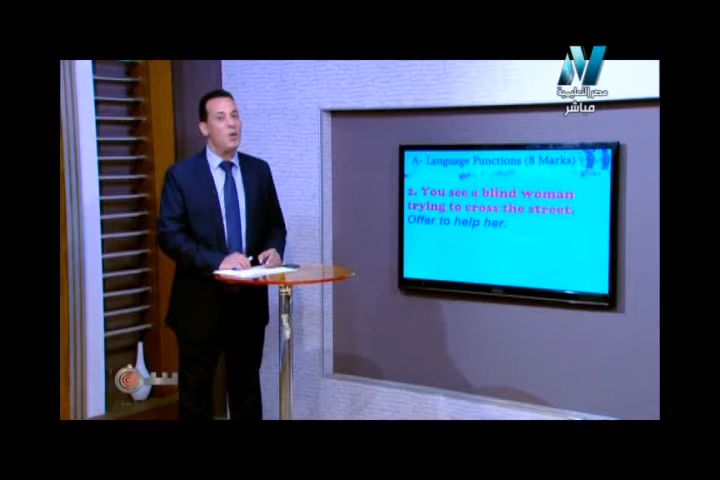 مصر التعليمية
مباشر
A- Language Functions (8 Marks)
2. You see a blind woman
trying to cross the street.
Offer to help her.